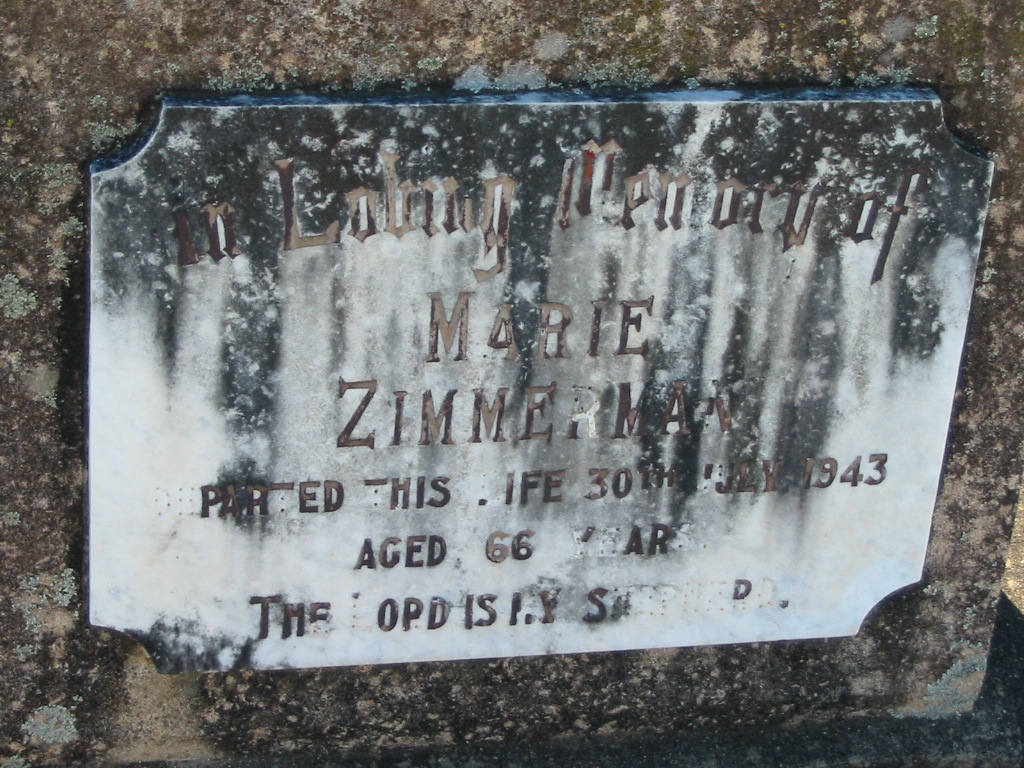 In Loving Memory of
MARIE
ZIMMERMAN
DEPARTED THIS LIFE 30TH JULY 1943
AGED 66 YEARS.
THE LORD IS MY SHEPHERD.